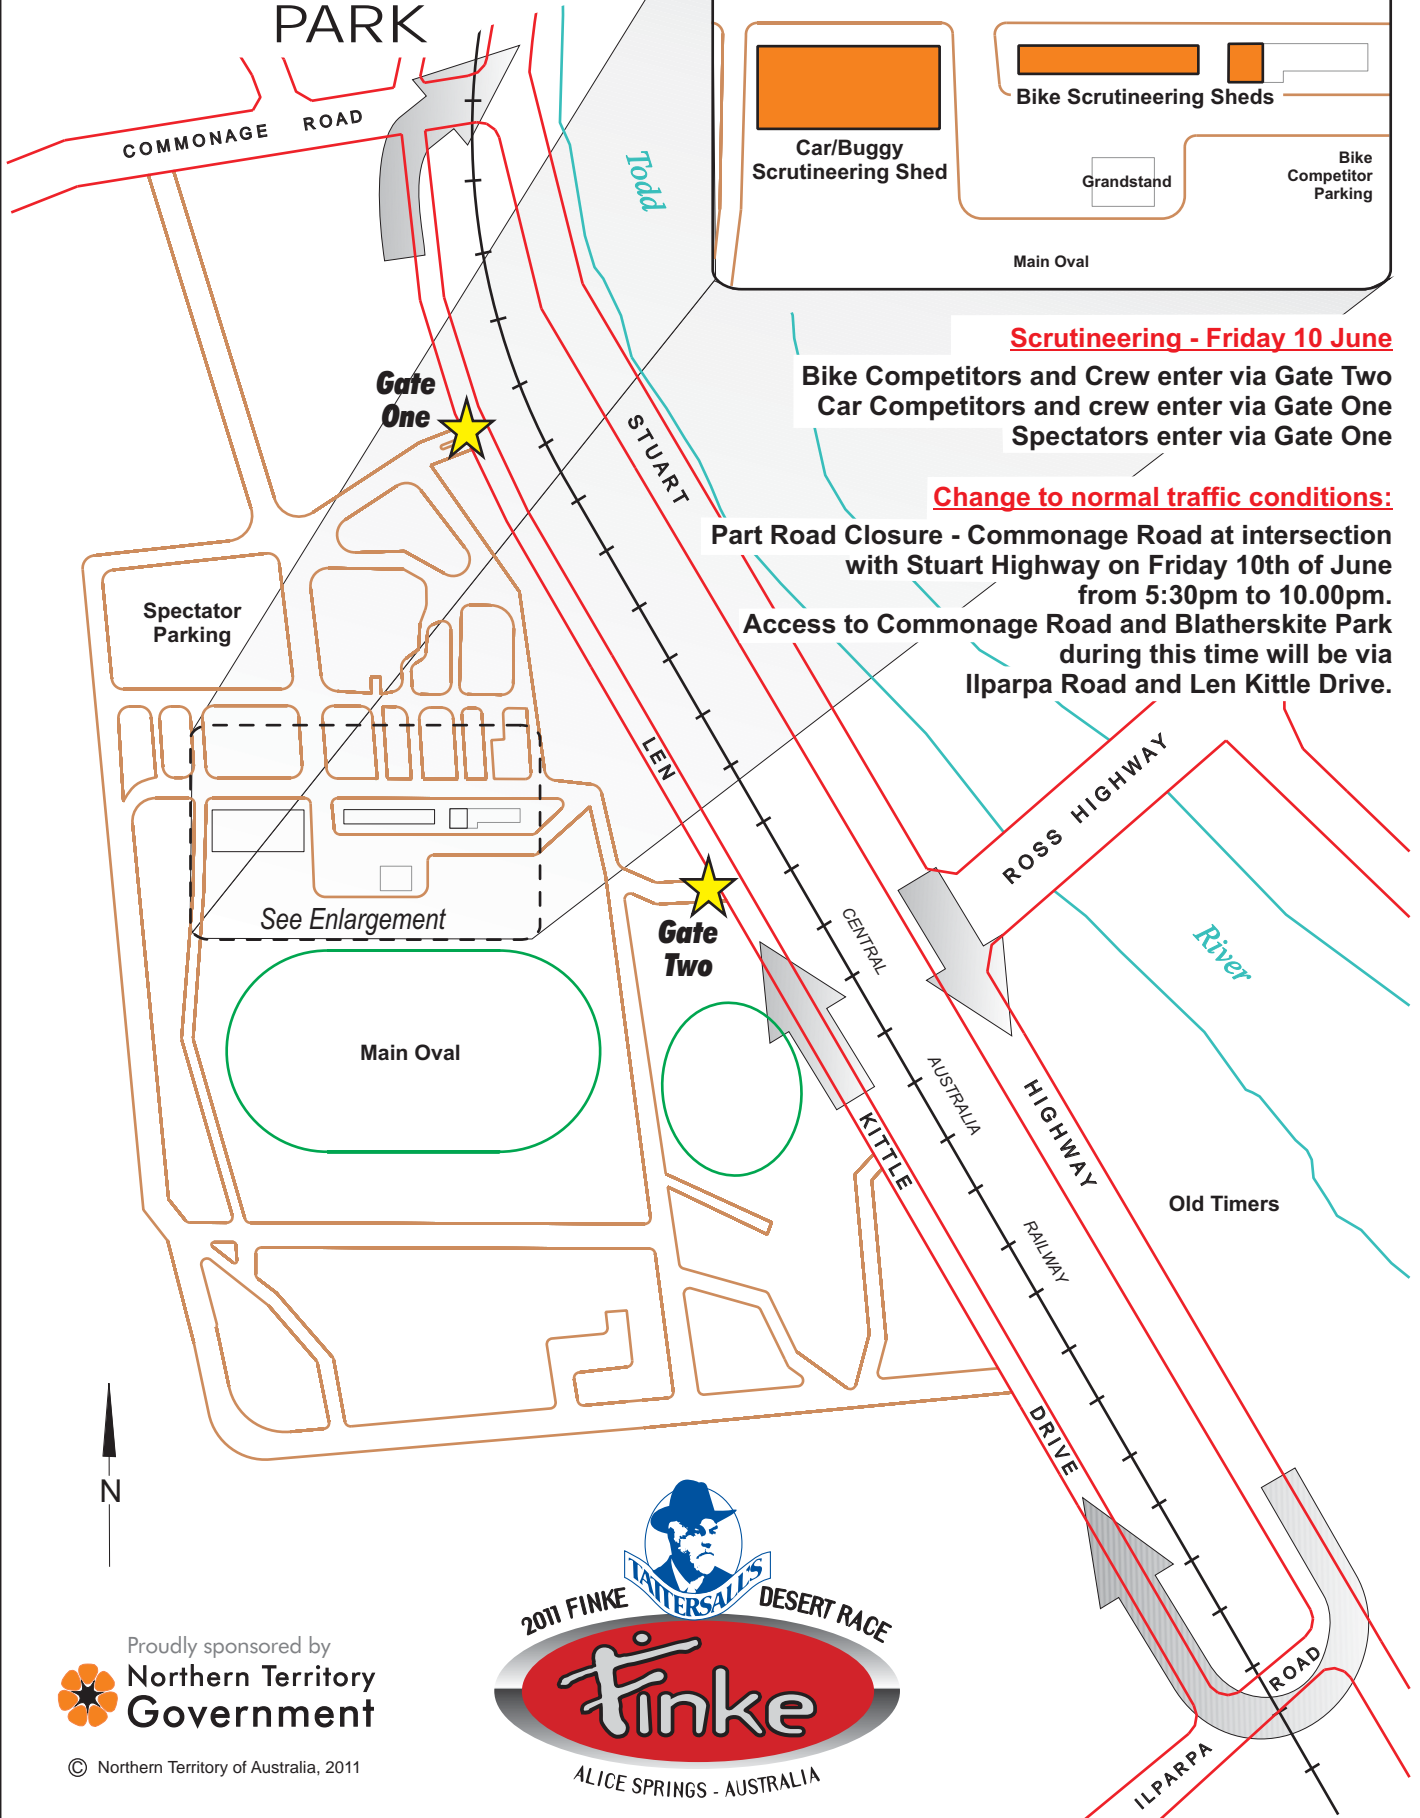 PARK
COMMONAGE ROAD
Todd
Car/Buggy
Scrutineering Shed
Bike Scrutineering Sheds
Grandstand
Bike
Competitor
Parking
Main Oval
Scrutineering - Friday 10 June
Bike Competitors and Crew enter via Gate Two
Car Competitors and crew enter via Gate One
Spectators enter via Gate One
Change to normal traffic conditions:
Part Road Closure - Commonage Road at intersection
with Stuart Highway on Friday 10th of June
from 5:30pm to 10.00pm.
Access to Commonage Road and Blatherskite Park
during this time will be via
Ilparpa Road and Len Kittle Drive.
Gate
One
STUART
Spectator
Parking
LEN
ROSS HIGHWAY
See Enlargement
Gate
Two
CENTRAL
River
Main Oval
AUSTRALIA
HIGHWAY
KITTLE
Old Timers
RAILWAY
DRIVE
N
TATTERSALL'S
2011 FINKE DESERT RACE
Finke
ALICE SPRINGS - AUSTRALIA
ROAD
ILPARPA
Proudly sponsored by
Northern Territory
Government
© Northern Territory of Australia, 2011